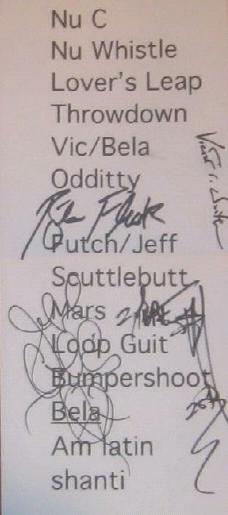 Nu C
Nu Whistle
Lover's Leap
Throwdown
Vic/Bela
Oddity
Futch/Jeff
Scuttlebutt
Mars
Loop Guit
Bumpershoot
Bela
Am latin
shanti